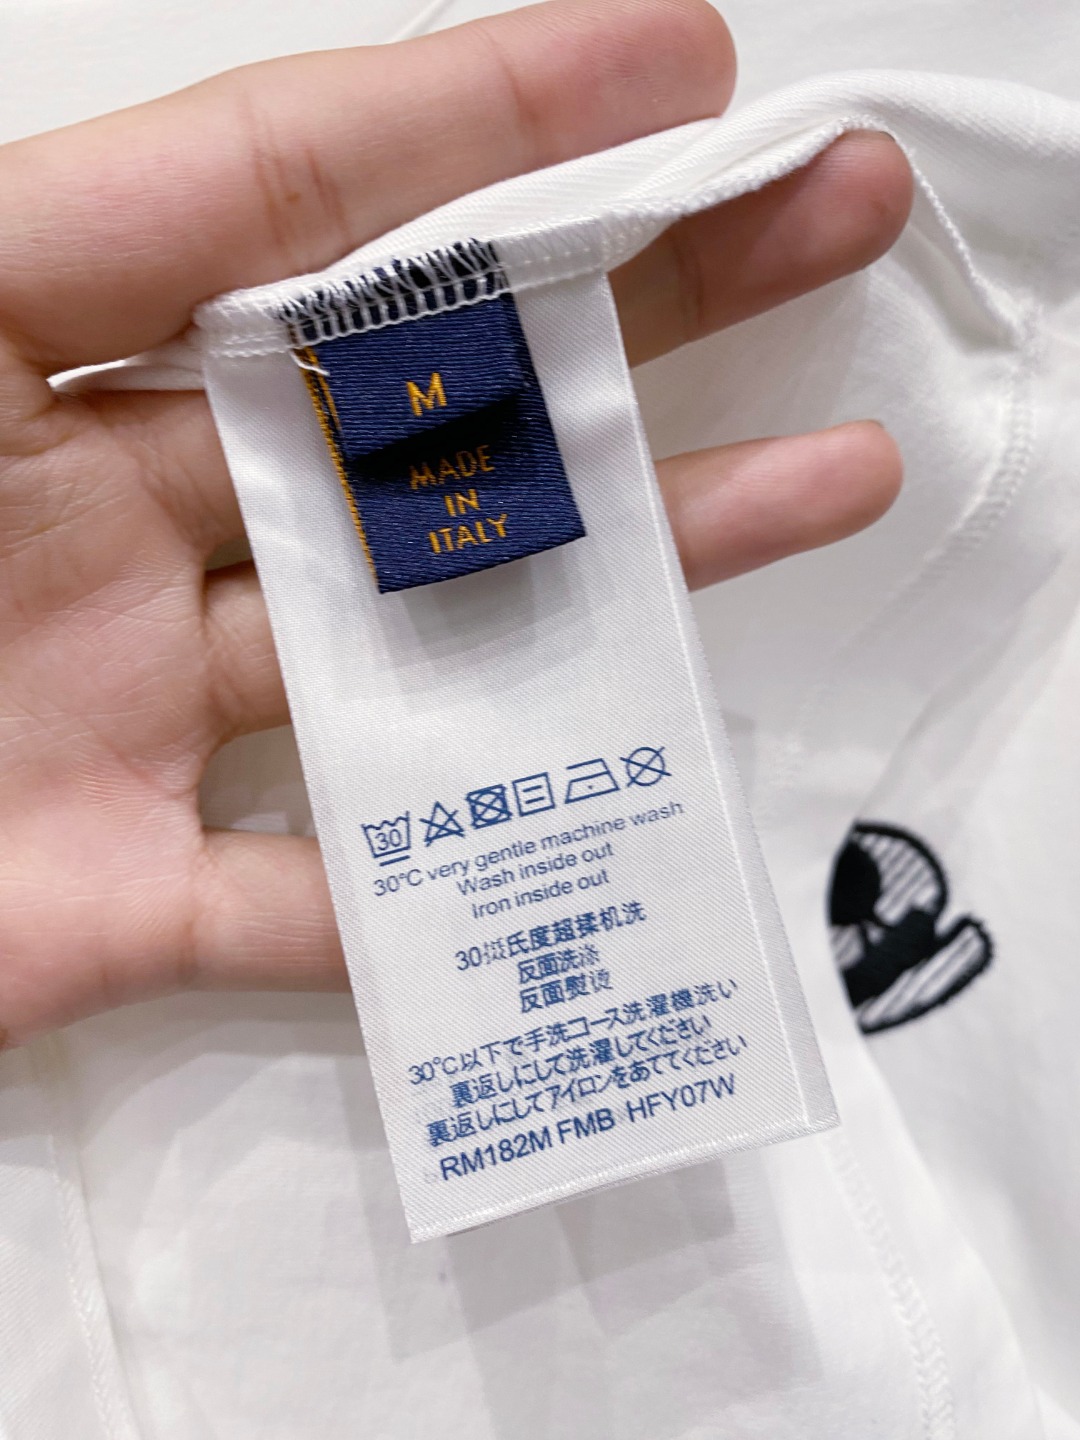 M
MADE
IN
ITALY
30
30°C very gentle machine wash
Wash inside out
Iron inside out
30摄氏度超揉机洗
反面洗涤
反面熨烫
30°C以下で手洗コース洗濯機洗い
裏返しにして洗濯してください
裏返しにしてアイロンをあててください
RM182M FMB HFY07W